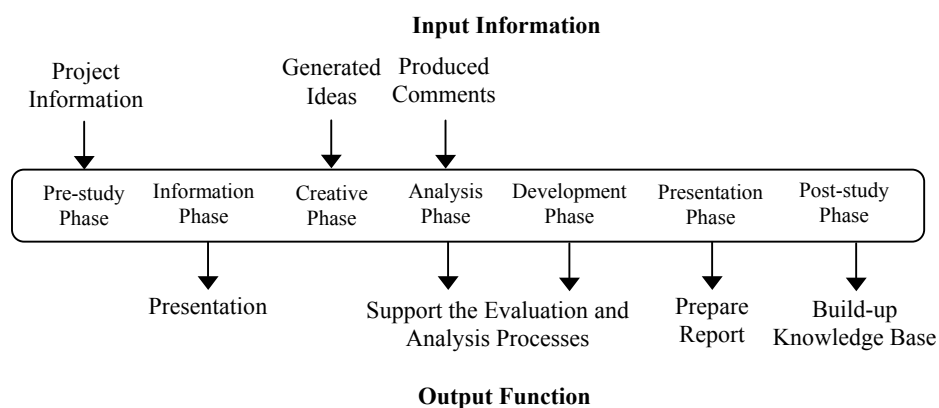 Input Information
Project
Information
Generated
Ideas
Produced
Comments
Pre-study
Phase
Information
Phase
Creative
Phase
Analysis
Phase
Development
Phase
Presentation
Phase
Post-study
Phase
Presentation
Support the Evaluation and
Analysis Processes
Prepare
Report
Build-up
Knowledge Base
Output Function